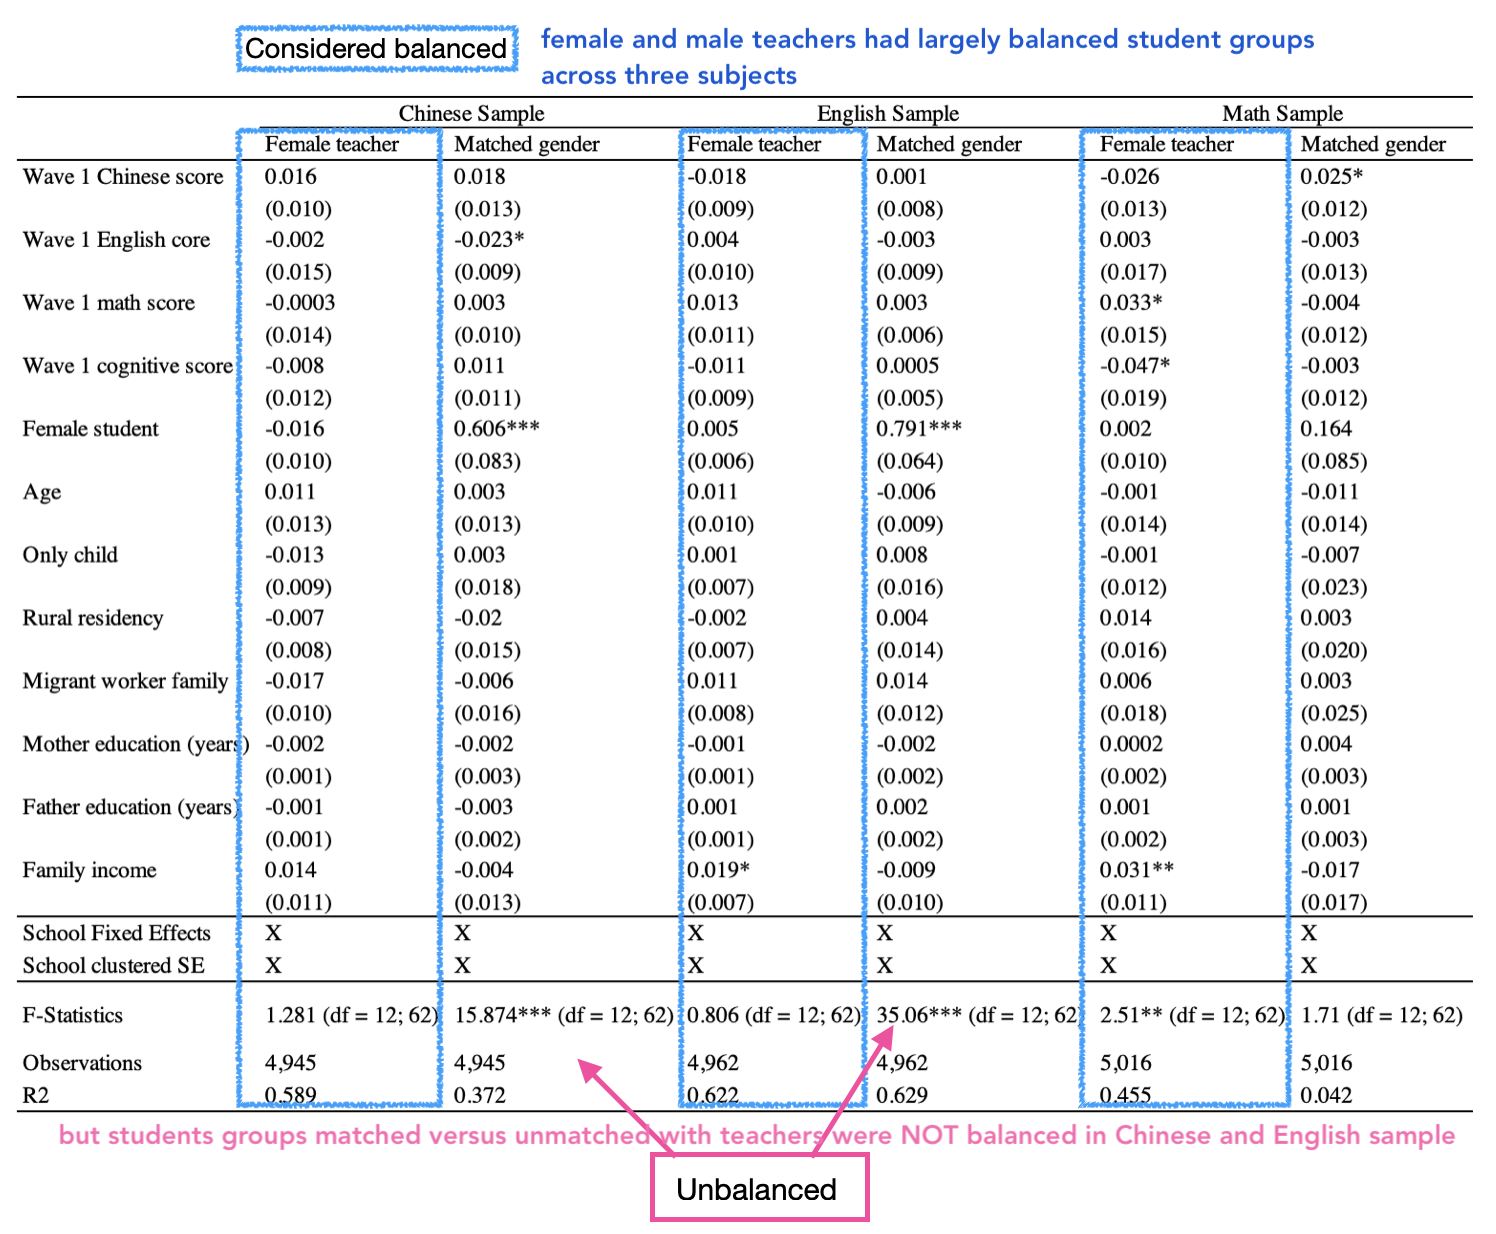 Considered balanced
female and male teachers had largely balanced student groups
across three subjects
Chinese Sample English Sample Math Sample
Female teacher Matched gender Female teacher Matched gender Female teacher Matched gender
Wave 1 Chinese score 0.016 0.018 -0.018 0.001 -0.026 0.025*
(0.010) (0.013) (0.009) (0.008) (0.013) (0.012)
Wave 1 English core -0.002 -0.023* 0.004 -0.003 0.003 -0.003
(0.015) (0.009) (0.010) (0.009) (0.017) (0.013)
Wave 1 math score -0.0003 0.003 0.013 0.003 0.033* -0.004
(0.014) (0.010) (0.011) (0.006) (0.015) (0.012)
Wave 1 cognitive score -0.008 0.011 -0.011 0.0005 -0.047* -0.003
(0.012) (0.011) (0.009) (0.005) (0.019) (0.012)
Female student -0.016 0.606*** 0.005 0.791*** 0.002 0.164
(0.010) (0.083) (0.006) (0.064) (0.010) (0.085)
Age 0.011 0.003 0.011 -0.006 -0.001 -0.011
(0.013) (0.013) (0.010) (0.009) (0.014) (0.014)
Only child -0.013 0.003 0.001 0.008 -0.001 -0.007
(0.009) (0.018) (0.007) (0.016) (0.012) (0.023)
Rural residency -0.007 -0.02 -0.002 0.004 0.014 0.003
(0.008) (0.015) (0.007) (0.014) (0.016) (0.020)
Migrant worker family -0.017 -0.006 0.011 0.014 0.006 0.003
(0.010) (0.016) (0.008) (0.012) (0.018) (0.025)
Mother education (years) -0.002 -0.002 -0.001 -0.002 0.0002 0.004
(0.001) (0.003) (0.001) (0.002) (0.002) (0.003)
Father education (years) -0.001 -0.003 0.001 0.002 0.001 0.001
(0.001) (0.002) (0.001) (0.002) (0.002) (0.003)
Family income 0.014 -0.004 0.019* -0.009 0.031** -0.017
(0.011) (0.013) (0.007) (0.010) (0.011) (0.017)
School Fixed Effects X X X X X X
School clustered SE X X X X X X
F-Statistics 1.281 (df = 12; 62) 15.874*** (df = 12; 62) 0.806 (df = 12; 62) 35.06*** (df = 12; 62 2.51** (df = 12; 62) 1.71 (df = 12; 62)
Observations 4,945 4,945 4,962 4,962 5,016 5,016
R2 0.589 0.372 0.622 0.629 0.455 0.042
but students groups matched versus unmatched with teachers were NOT balanced in Chinese and English sample
Unbalanced